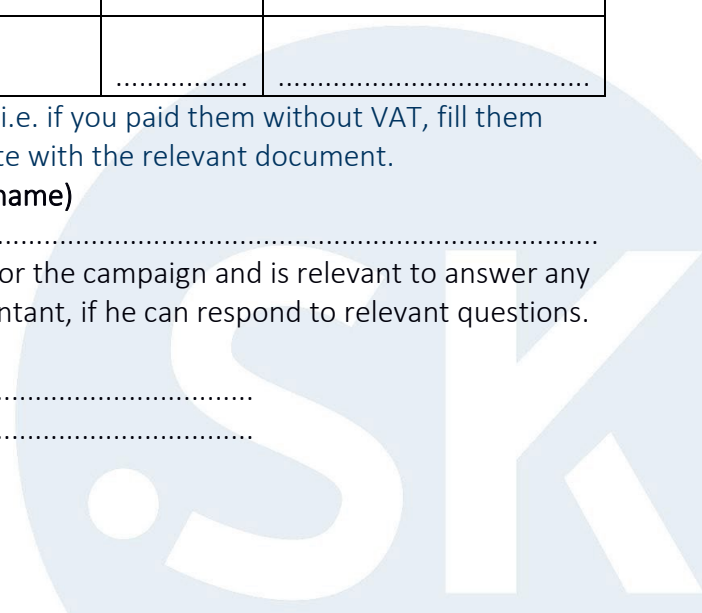 ................. ........................................
i.e. if you paid them without VAT, fill them
te with the relevant document.
name)
..............................................................................
or the campaign and is relevant to answer any
ntant, if he can respond to relevant questions.
.................................
.................................
.SK